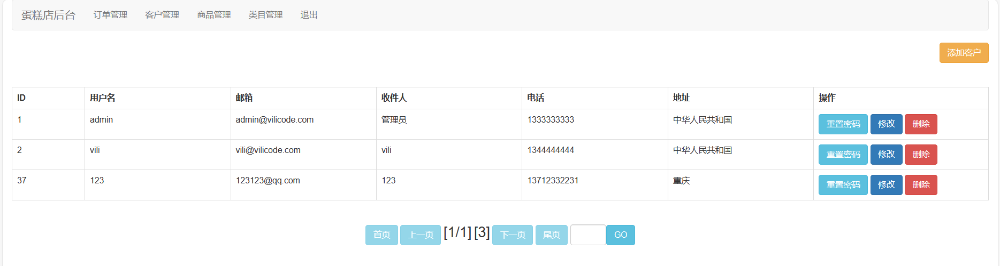 蛋糕店后台 订单管理 客户管理 商品管理 类目管理 退出
添加客户
ID 用户名 邮箱 收件人 电话 地址 操作
1 admin admin@vilicode.com 管理员 1333333333 中华人民共和国 重置密码 修改 删除
2 vili vili@vilicode.com vili 1344444444 中华人民共和国 重置密码 修改 删除
37 123 123123@qq.com 123 13712332231 重庆 重置密码 修改 删除
首页 上一页 [1/1] [3] 下一页 尾页 GO